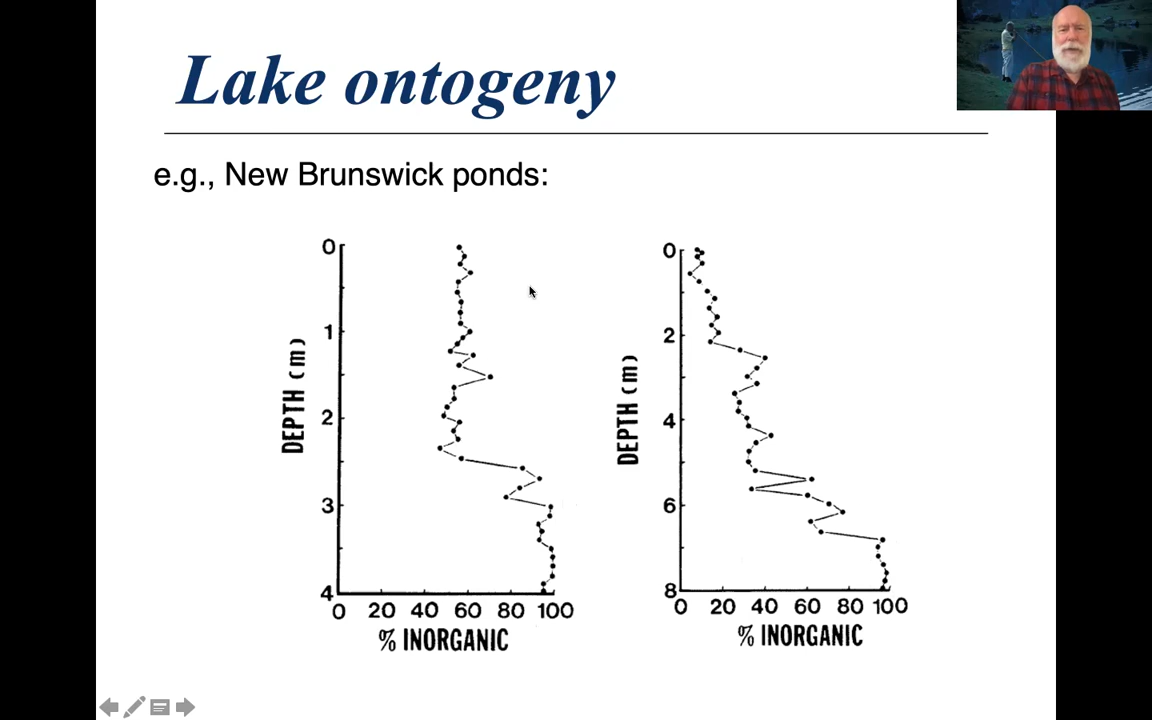 Lake ontogeny
e.g., New Brunswick ponds:
0
1
2
3
4
DEPTH (m)
0 20 40 60 80 100
% INORGANIC
0
2
4
6
8
DEPTH (m)
0 20 40 60 80 100
% INORGANIC